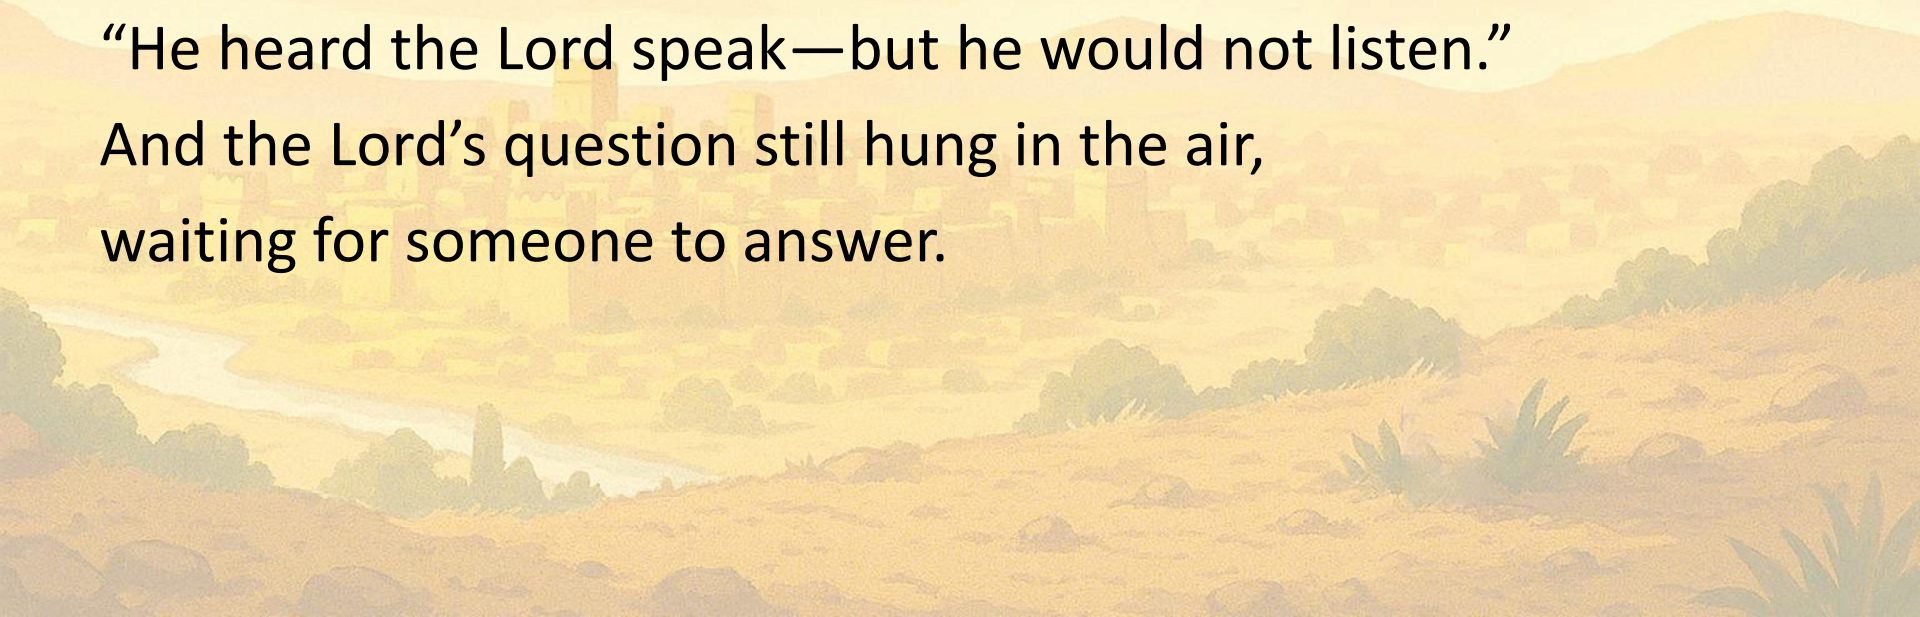 “He heard the Lord speak—but he would not listen.”
And the Lord’s question still hung in the air,
waiting for someone to answer.